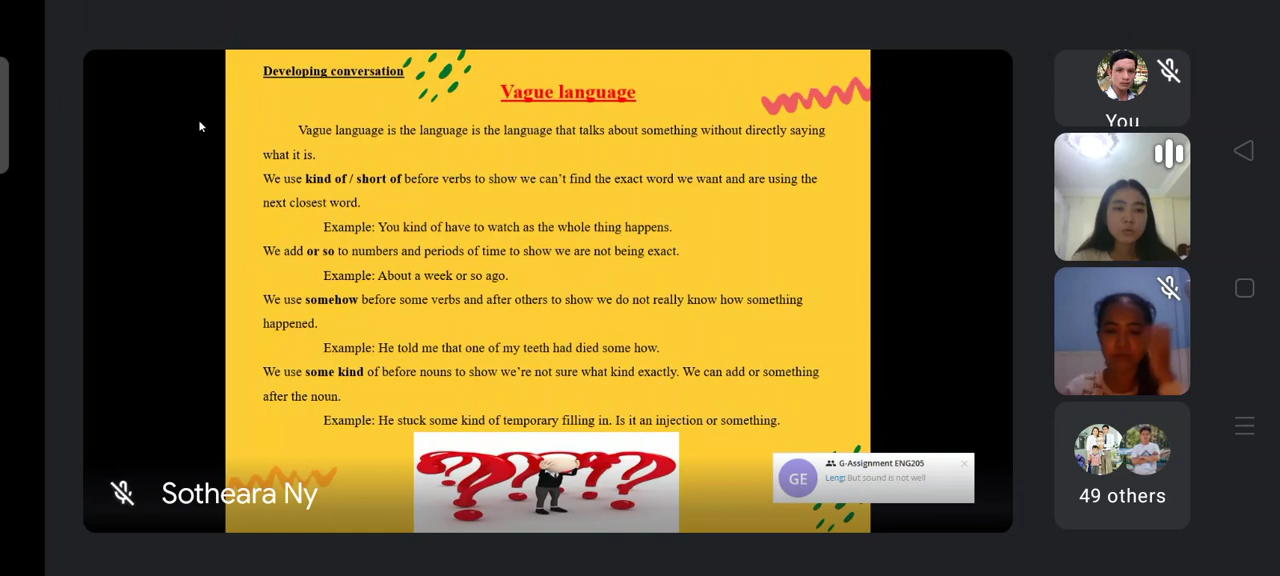 Developing conversation
Vague language
Vague language is the language is the language that talks about something without directly saying
what it is.
We use kind of / short of before verbs to show we can't find the exact word we want and are using the
next closest word.
Example: You kind of have to watch as the whole thing happens.
We add or so to numbers and periods of time to show we are not being exact.
Example: About a week or so ago.
We use somehow before some verbs and after others to show we do not really know how something
happened.
Example: He told me that one of my teeth had died some how.
We use some kind of before nouns to show we're not sure what kind exactly. We can add or something
after the noun.
Example: He stuck some kind of temporary filling in. Is it an injection or something.
Sotheara Ny
GE
G-Assignment ENG205
Leng: But sound is not well
You
49 others